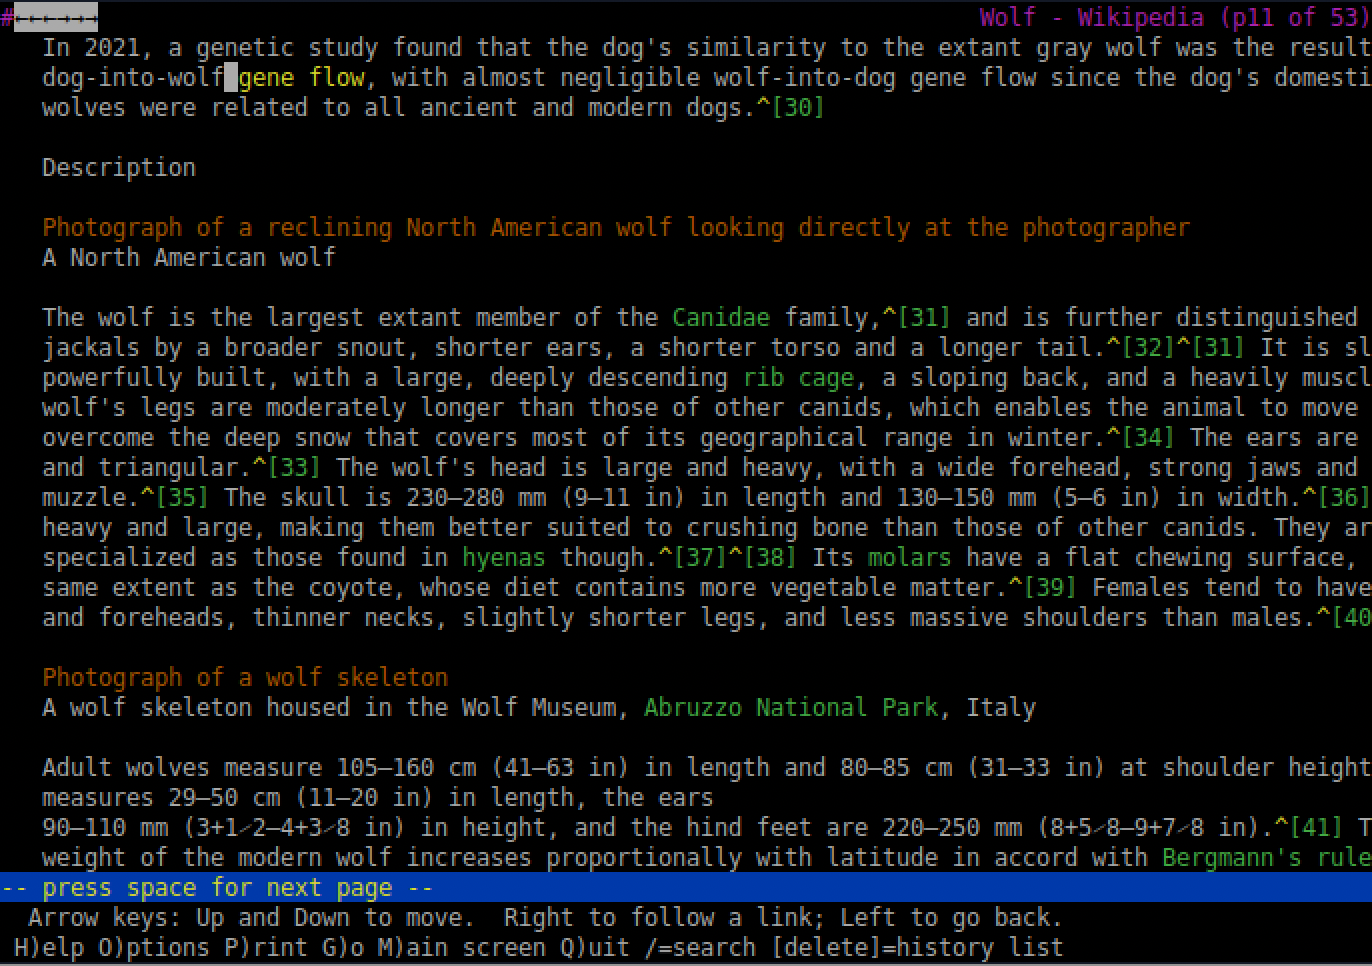 #←←←→→→ Wolf - Wikipedia (p11 of 53)
In 2021, a genetic study found that the dog's similarity to the extant gray wolf was the result
dog-into-wolf gene flow, with almost negligible wolf-into-dog gene flow since the dog's domesti
wolves were related to all ancient and modern dogs.^[30]
Description
Photograph of a reclining North American wolf looking directly at the photographer
A North American wolf
The wolf is the largest extant member of the Canidae family,^[31] and is further distinguished
jackals by a broader snout, shorter ears, a shorter torso and a longer tail.^[32]^[31] It is sl
powerfully built, with a large, deeply descending rib cage, a sloping back, and a heavily muscl
wolf's legs are moderately longer than those of other canids, which enables the animal to move
overcome the deep snow that covers most of its geographical range in winter.^[34] The ears are
and triangular.^[33] The wolf's head is large and heavy, with a wide forehead, strong jaws and
muzzle.^[35] The skull is 230–280 mm (9–11 in) in length and 130–150 mm (5–6 in) in width.^[36]
heavy and large, making them better suited to crushing bone than those of other canids. They ar
specialized as those found in hyenas though.^[37]^[38] Its molars have a flat chewing surface,
same extent as the coyote, whose diet contains more vegetable matter.^[39] Females tend to have
and foreheads, thinner necks, slightly shorter legs, and less massive shoulders than males.^[40
Photograph of a wolf skeleton
A wolf skeleton housed in the Wolf Museum, Abruzzo National Park, Italy
Adult wolves measure 105–160 cm (41–63 in) in length and 80–85 cm (31–33 in) at shoulder height
measures 29–50 cm (11–20 in) in length, the ears
90–110 mm (3+1⁄2–4+3⁄8 in) in height, and the hind feet are 220–250 mm (8+5⁄8–9+7⁄8 in).^[41] T
weight of the modern wolf increases proportionally with latitude in accord with Bergmann's rule
-- press space for next page --
Arrow keys: Up and Down to move.  Right to follow a link; Left to go back.
H)elp O)ptions P)rint G)o M)ain screen Q)uit /=search [delete]=history list